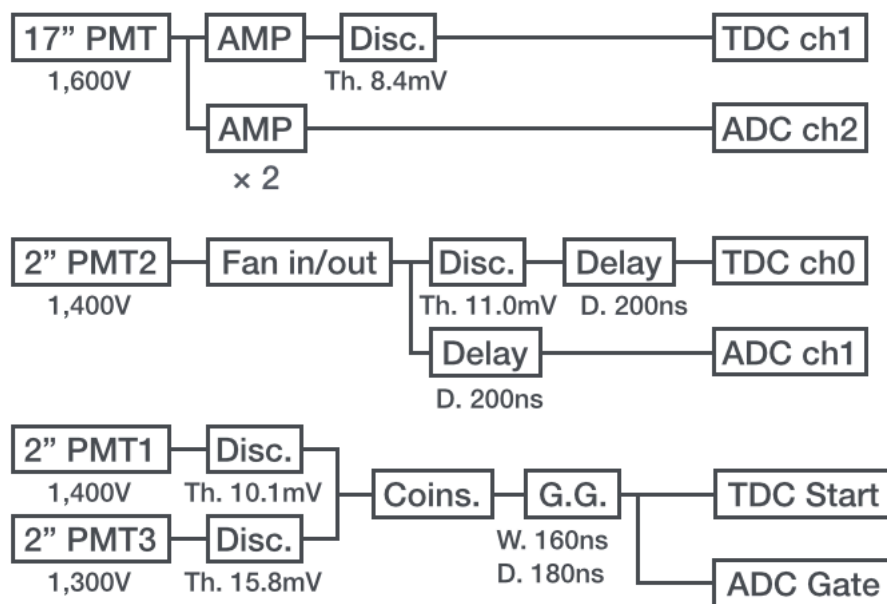 17” PMT AMP Disc. TDC ch1
1,600V Th. 8.4mV
AMP ADC ch2
× 2
2” PMT2 Fan in/out Disc. Delay TDC ch0
1,400V Th. 11.0mV D. 200ns
Delay ADC ch1
D. 200ns
2” PMT1 Disc.
1,400V Th. 10.1mV Coins. G.G. TDC Start
2” PMT3 Disc. W. 160ns
D. 180ns
1,300V Th. 15.8mV ADC Gate